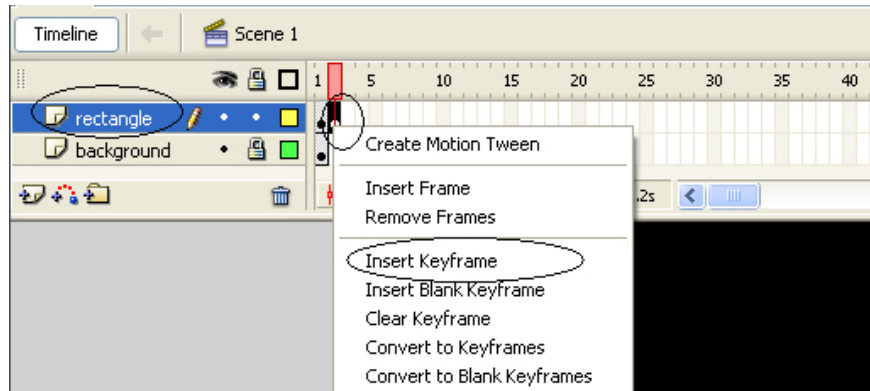 Timeline Scene 1
1 5 10 15 20 25 30 35 40
rectangle
background
Create Motion Tween
Insert Frame
.2s
Remove Frames
Insert Keyframe
Insert Blank Keyframe
Clear Keyframe
Convert to Keyframes
Convert to Blank Keyframes